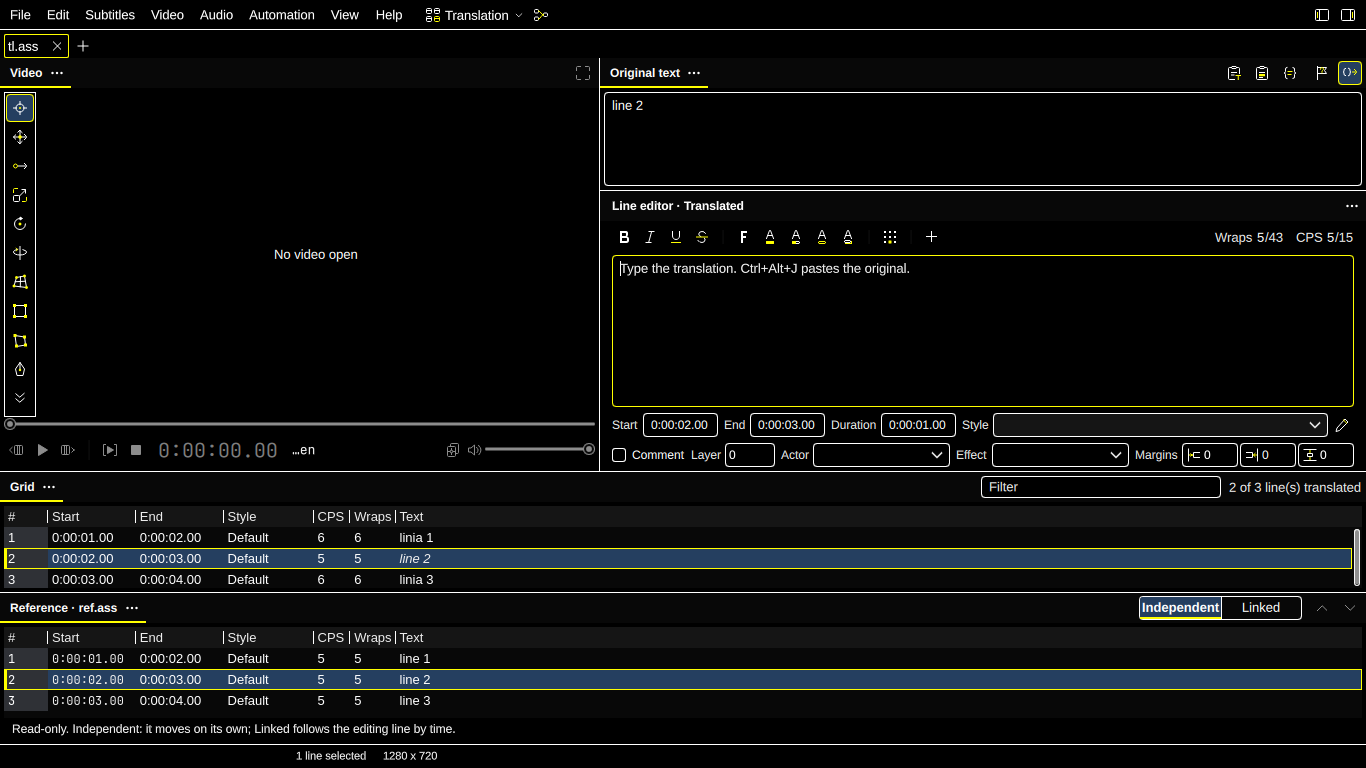 File Edit Subtitles Video Audio Automation View Help Translation
tl.ass
Video
No video open
0:00:00.00 …en
Original text
line 2
Line editor · Translated
B I U S F A A A A Wraps 5/43 CPS 5/15
Type the translation. Ctrl+Alt+J pastes the original.
Start 0:00:02.00 End 0:00:03.00 Duration 0:00:01.00 Style
Comment Layer 0 Actor Effect Margins 0 0 0
Grid Filter 2 of 3 line(s) translated
# Start End Style CPS Wraps Text
1 0:00:01.00 0:00:02.00 Default 6 6 linia 1
2 0:00:02.00 0:00:03.00 Default 5 5 line 2
3 0:00:03.00 0:00:04.00 Default 6 6 linia 3
Reference · ref.ass Independent Linked
# Start End Style CPS Wraps Text
1 0:00:01.00 0:00:02.00 Default 5 5 line 1
2 0:00:02.00 0:00:03.00 Default 5 5 line 2
3 0:00:03.00 0:00:04.00 Default 5 5 line 3
Read-only. Independent: it moves on its own; Linked follows the editing line by time.
1 line selected 1280 x 720